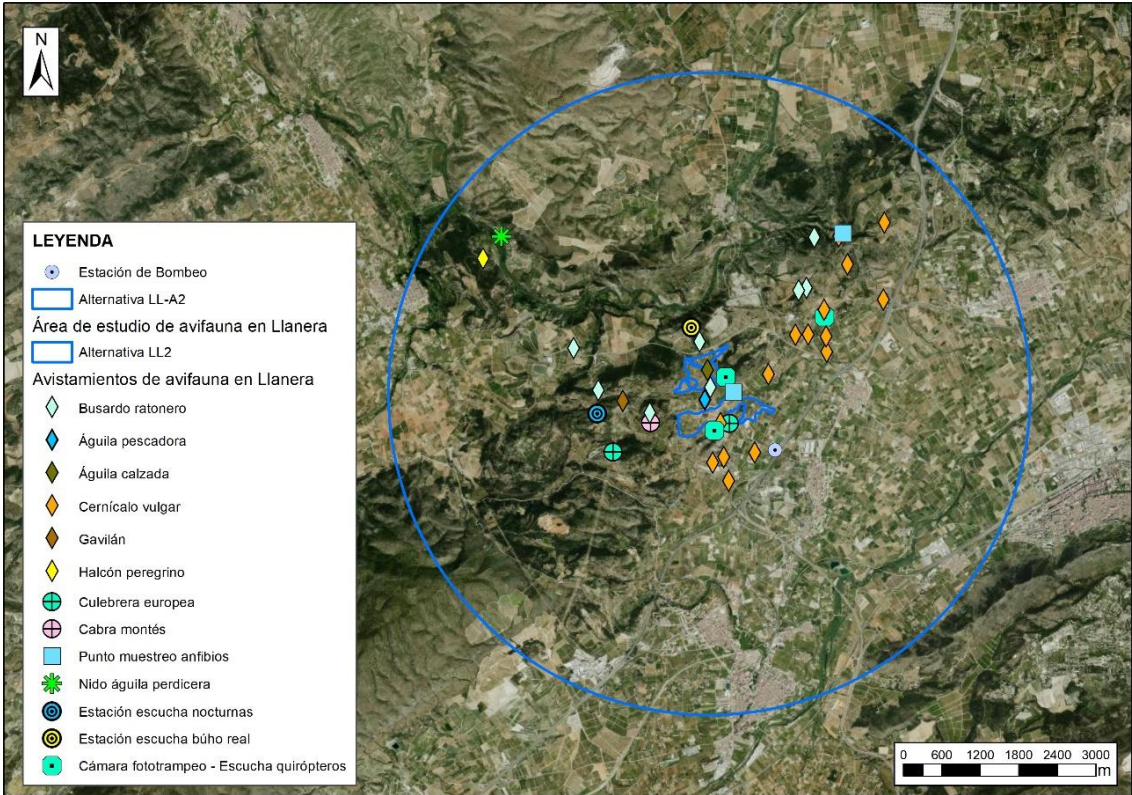 N
LEYENDA
Estación de Bombeo
Alternativa LL-A2
Área de estudio de avifauna en Llanera
Alternativa LL2
Avistamientos de avifauna en Llanera
Busardo ratonero
Águila pescadora
Águila calzada
Cernícalo vulgar
Gavilán
Halcón peregrino
Culebrera europea
Cabra montés
Punto muestreo anfibios
Nido águila perdicera
Estación escucha nocturnas
Estación escucha búho real
Cámara fototrampeo - Escucha quirópteros
0 600 1200 1800 2400 3000
m